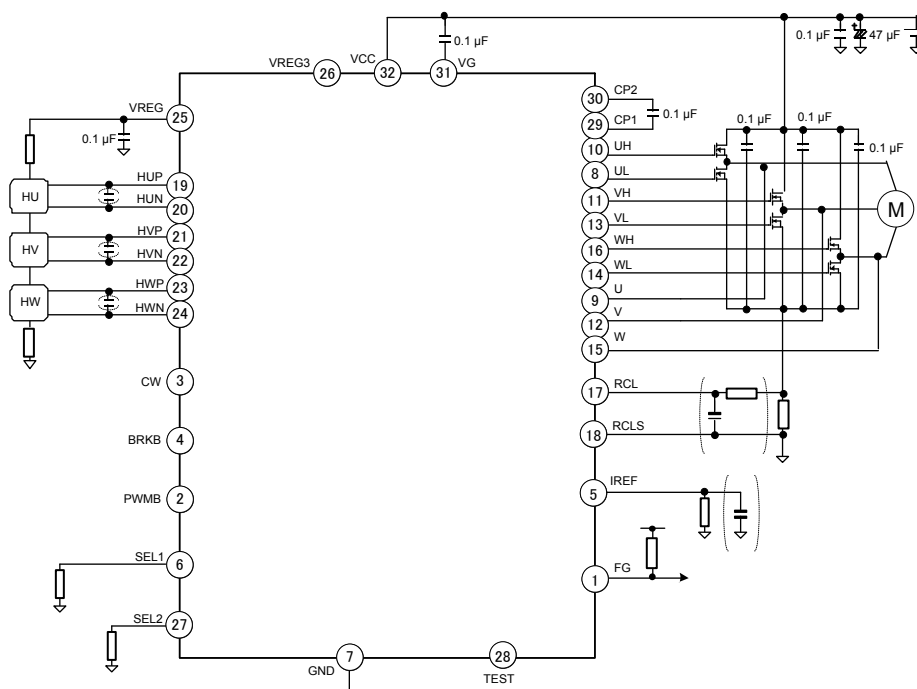 0.1 µF
47 µF
VREG3
26
VCC
32
31
VG
0.1 µF
VREG
25
0.1 µF
30
CP2
29
CP1
0.1 µF
10
UH
8
UL
11
VH
13
VL
16
WH
14
WL
9
U
12
V
15
W
0.1 µF
0.1 µF
0.1 µF
M
HU
HUP
19
HUN
20
HV
HVP
21
HVN
22
HW
HWP
23
HWN
24
CW
3
BRKB
4
PWMB
2
SEL1
6
SEL2
27
17
RCL
18
RCLS
5
IREF
1
FG
GND
7
28
TEST